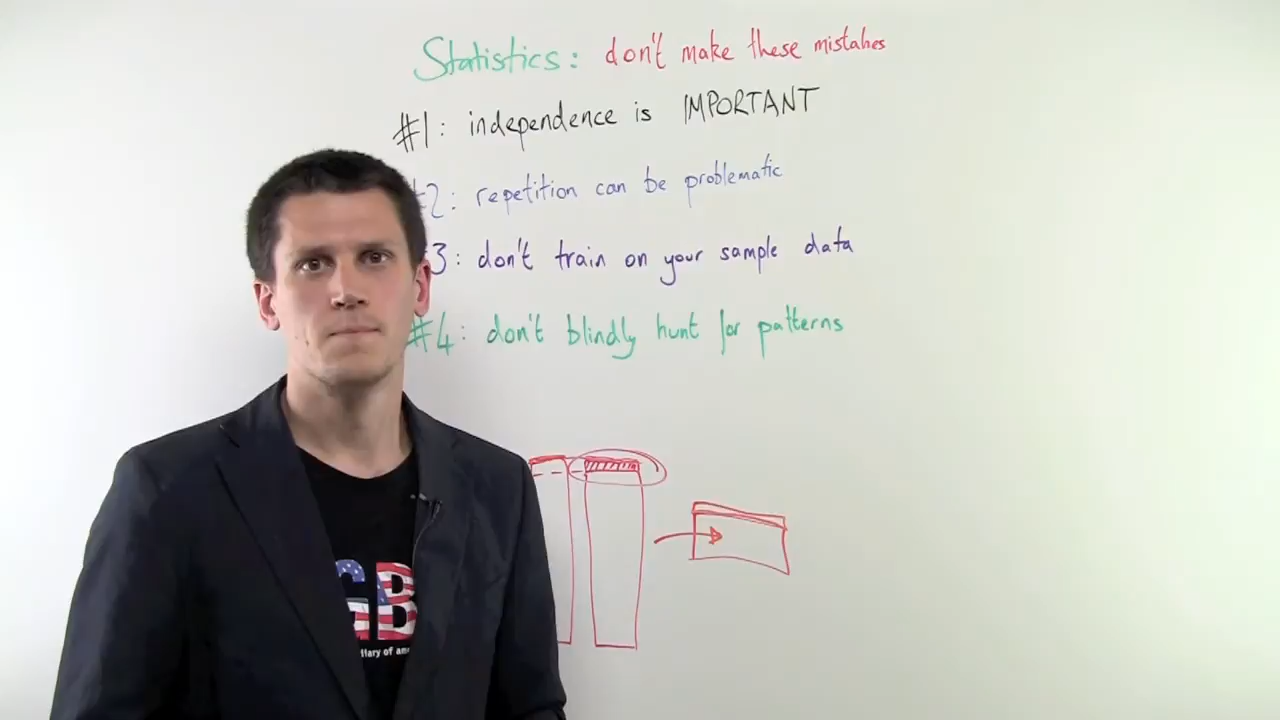 Statistics: don't make these mistakes
#1: independence is IMPORTANT
#2: repetition can be problematic
#3: don't train on your sample data
#4: don't blindly hunt for patterns
GB